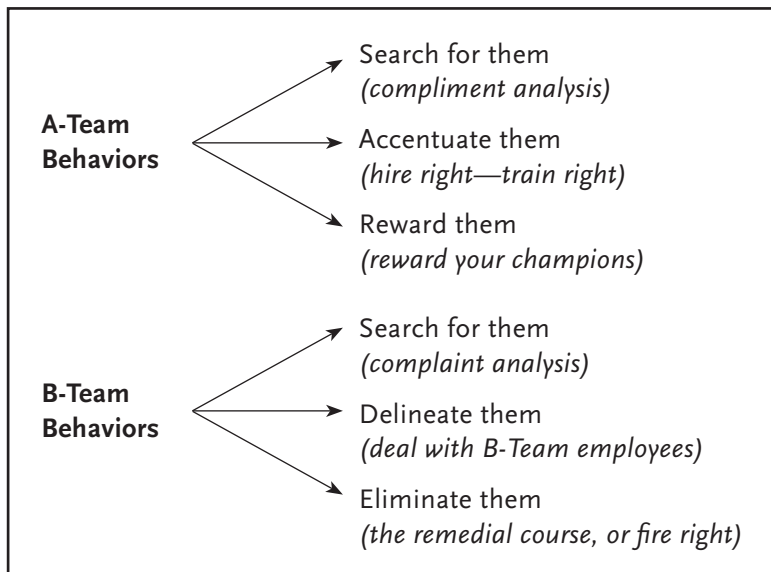 Search for them
(compliment analysis)
A-Team
Behaviors
Accentuate them
(hire right—train right)
Reward them
(reward your champions)
Search for them
(complaint analysis)
B-Team
Behaviors
Delineate them
(deal with B-Team employees)
Eliminate them
(the remedial course, or fire right)